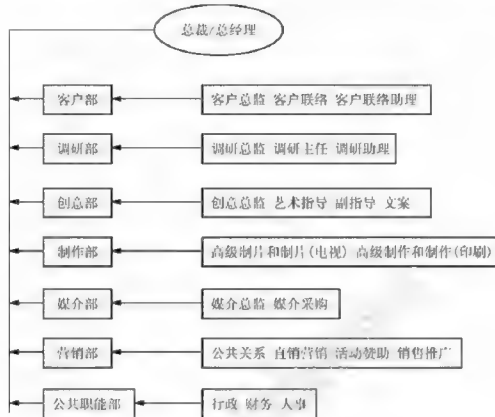 总裁/总经理
客户部 客户总监 客户联络 客户联络助理
调研部 调研总监 调研主任 调研助理
创意部 创意总监 艺术指导 副指导 文案
制作部 高级制片和制片(电视) 高级制作和制作(印刷)
媒介部 媒介总监 媒介采购
营销部 公共关系 直销营销 活动赞助 销售推广
公共职能部 行政 财务 人事